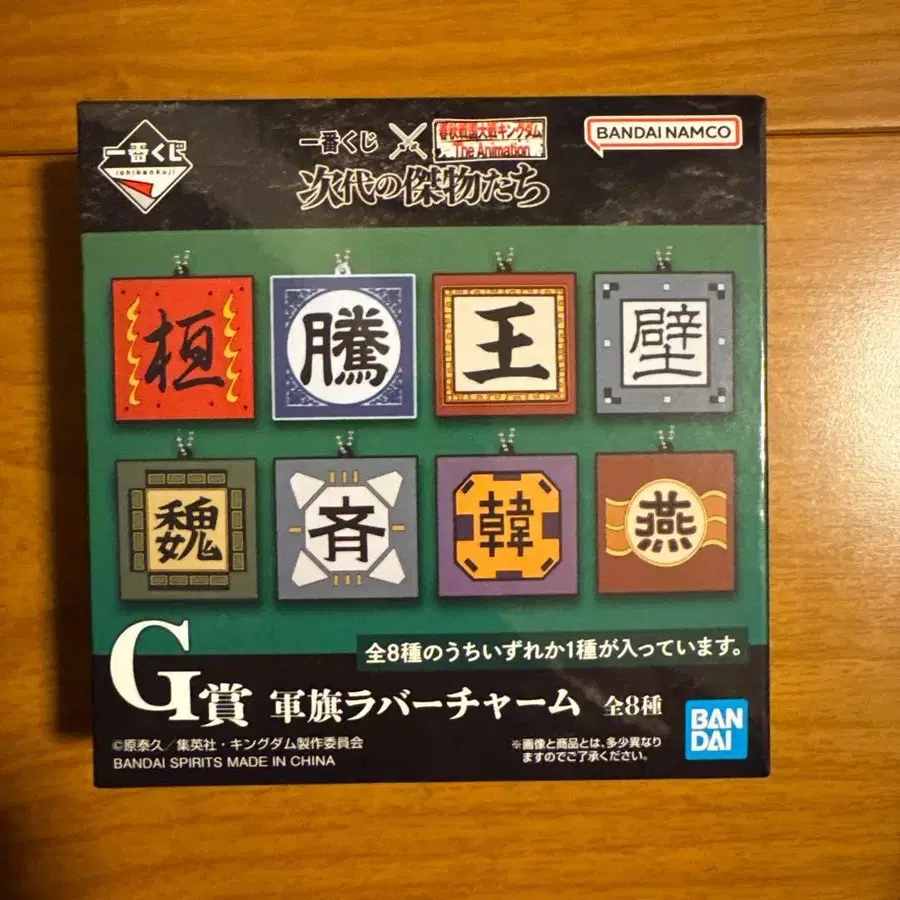 一番くじ
ichiban KUJI
一番くじ
春秋戦国大戦キングダム
The Animation
次代の傑物たち
BANDAI NAMCO
桓
騰
王
壁
魏
斉
韓
燕
全8種のうちいずれか1種が入っています。
G賞 軍旗ラバーチャーム 全8種
©原泰久/集英社・キングダム製作委員会
BANDAI SPIRITS MADE IN CHINA
※画像と商品とは、多少異なり
ますのでご了承ください。
BAN
DAI